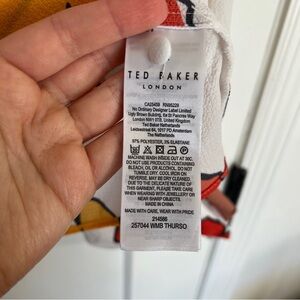 TED BAKER
LONDON
CA25408 RN95229
No Ordinary Designer Label Limited
Ugly Brown Building, 6a St Pancras Way
London NW1 0TB, United Kingdom
Ted Baker Netherlands
Leidsestraat 64, 1017 PD Amsterdam
The Netherlands
97% POLYESTER, 3% ELASTANE
MACHINE WASH INSIDE OUT AT 30C.
DO NOT USE PRODUCTS CONTAINING
BLEACH, OIL OR ALCOHOL. DO NOT
TUMBLE DRY. COOL IRON ON
REVERSE. MAY BE DRY CLEANED. DUE
TO THE DELICATE NATURE OF
THIS GARMENT, PLEASE TAKE CARE
WHEN WEARING JEWELLERY OR
NEAR SHARP OBJECTS.
MADE IN CHINA
MADE WITH CARE, WEAR WITH PRIDE
214586
257044 WMB THURSO